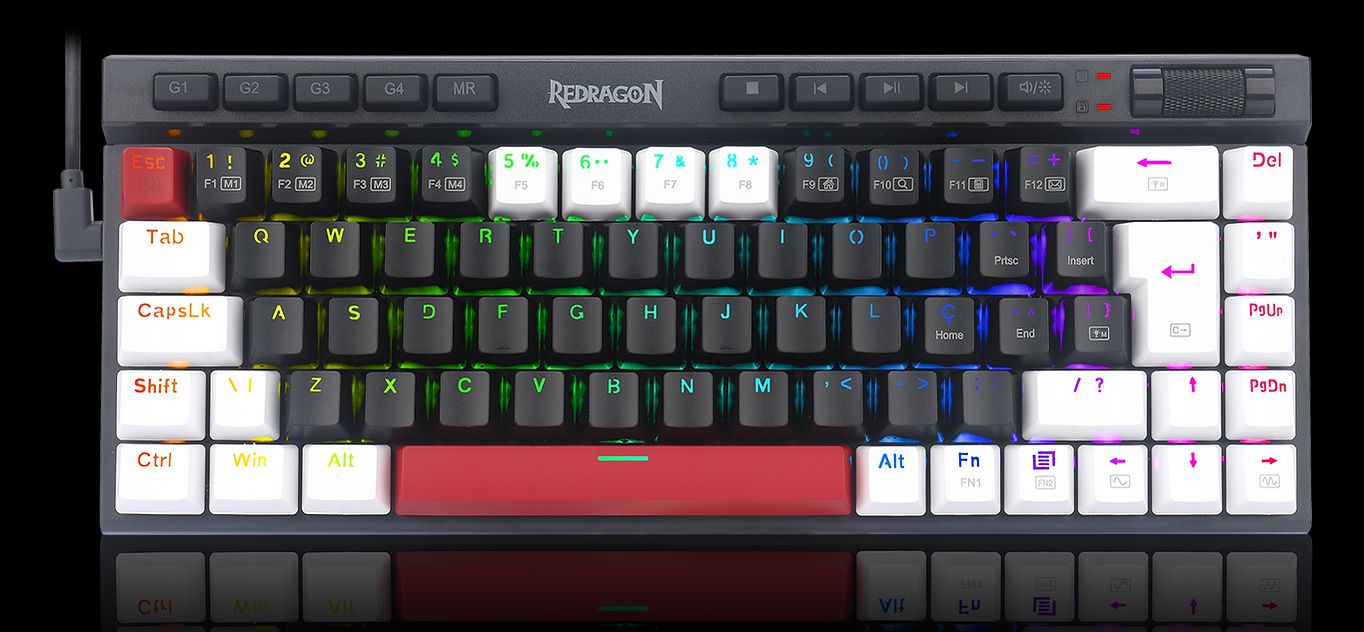 G1 G2 G3 G4 MR REDRAGON
Esc 1 ! 2 @ 3 # 4 $ 5 % 6 ¨ 7 & 8 * 9 ( 0 ) - _ = + Del
F1 M1 F2 M2 F3 M3 F4 M4 F5 F6 F7 F8 F9 F10 F11 F12 R
Tab Q W E R T Y U I O P ´ ` [ { ' "
Prtsc Insert
CapsLk A S D F G H J K L Ç ~ ^ ] } PgUp
Home End M C
Shift \ | Z X C V B N M , < . > ; : / ? PgDn
Ctrl Win Alt Alt Fn
FN1 FN2